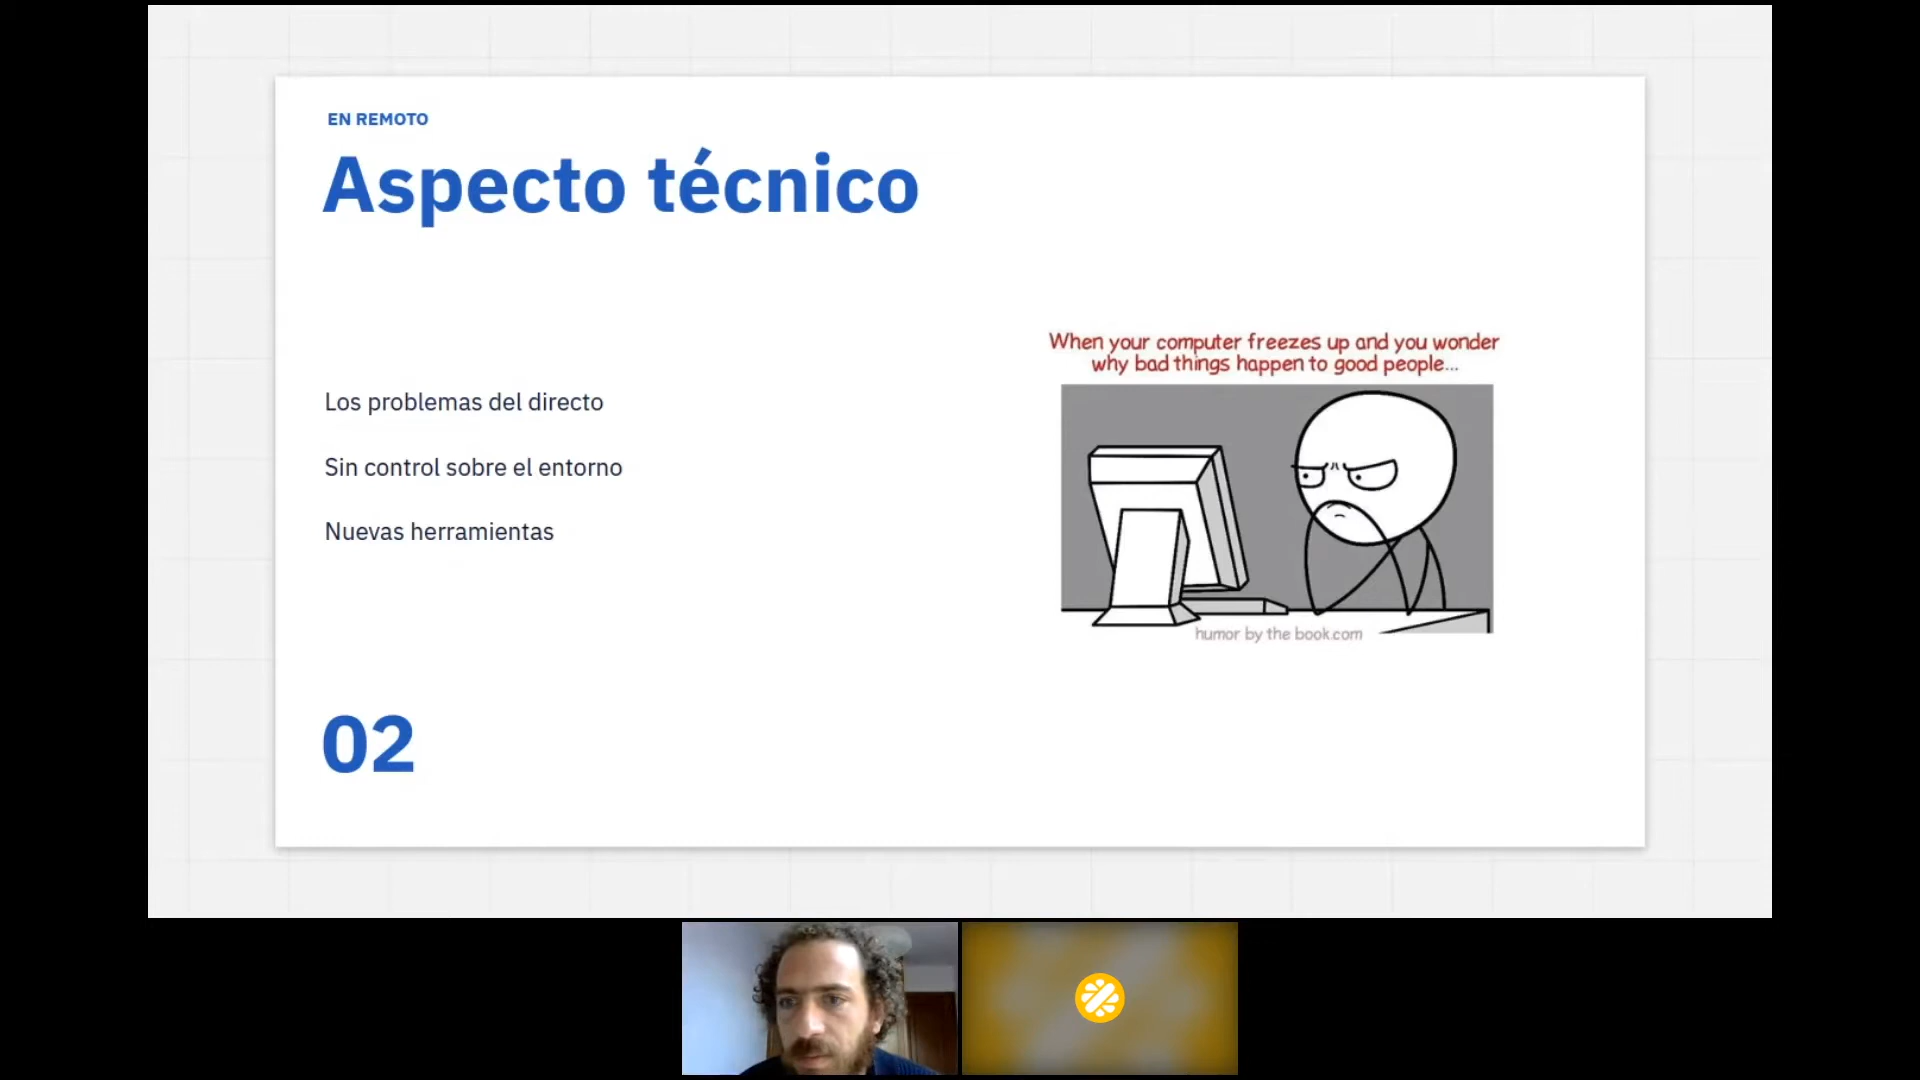 EN REMOTO
Aspecto técnico
Los problemas del directo
Sin control sobre el entorno
Nuevas herramientas
When your computer freezes up and you wonder
why bad things happen to good people...
humor by the book.com
02